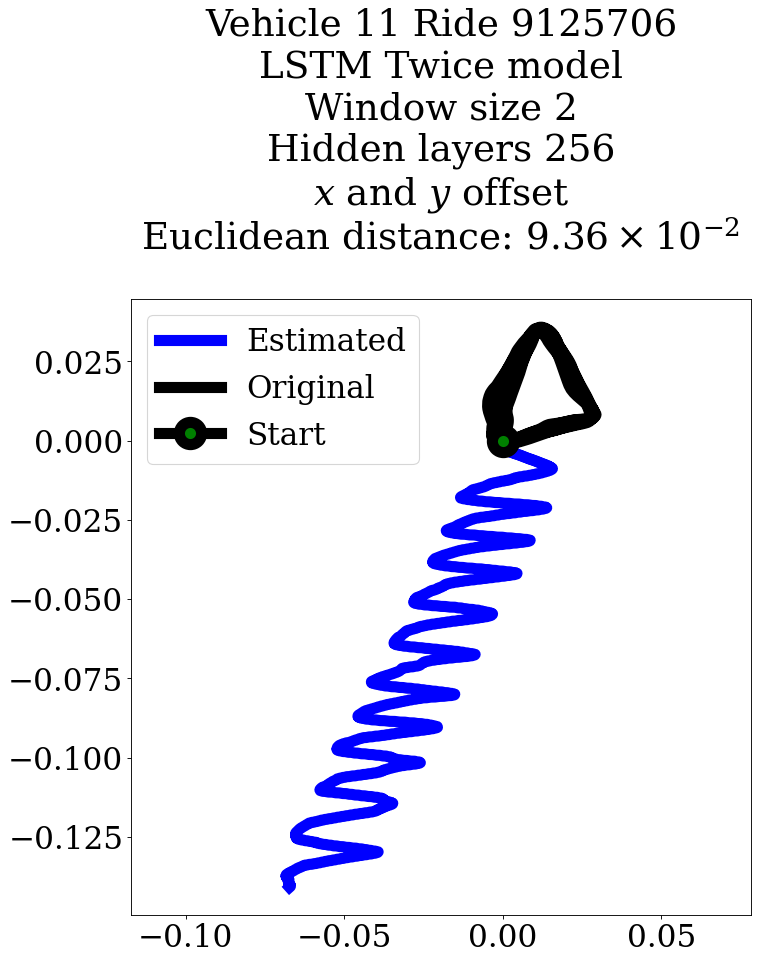 Vehicle 11 Ride 9125706
LSTM Twice model
Window size 2
Hidden layers 256
x and y offset
Euclidean distance: 9.36 × 10⁻²
Estimated
Original
Start
0.025
0.000
−0.025
−0.050
−0.075
−0.100
−0.125
−0.10 −0.05 0.00 0.05